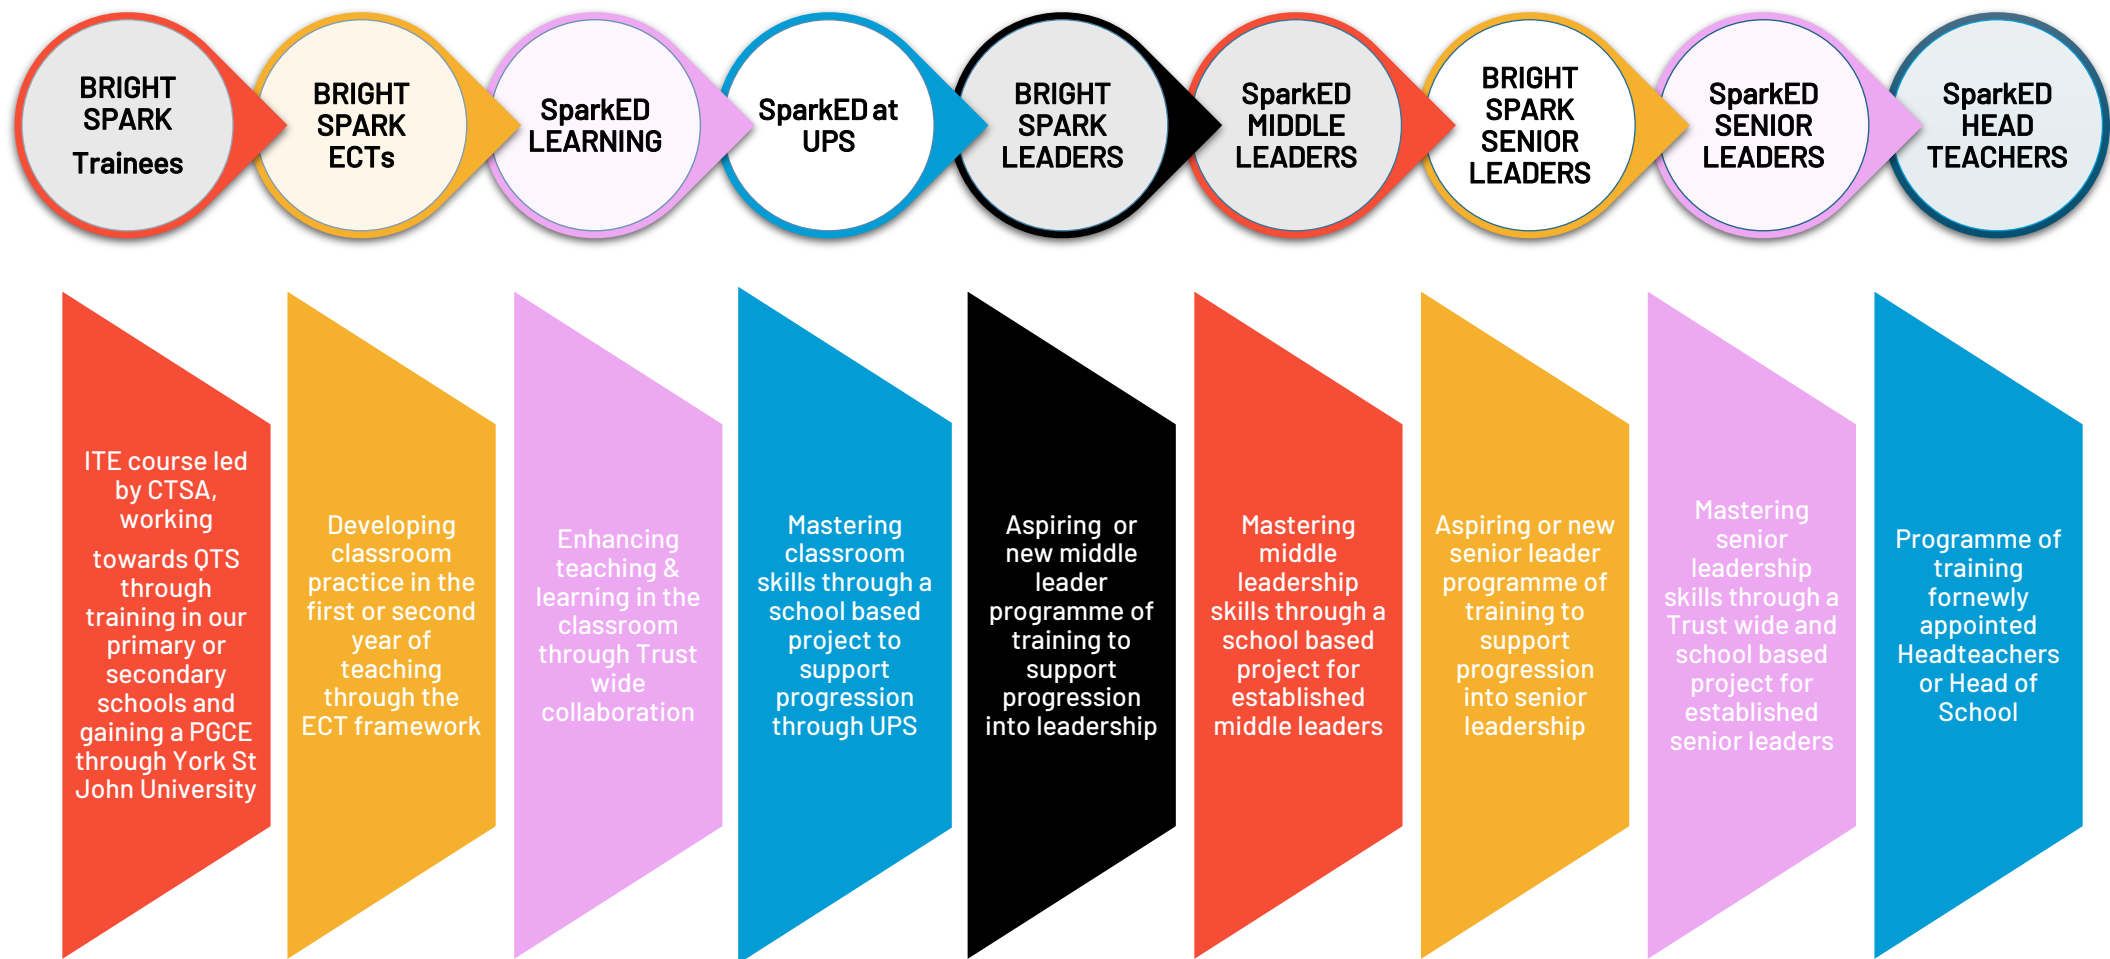 BRIGHT
SPARK
Trainees
BRIGHT
SPARK
ECTs
SparkED
LEARNING
SparkED at
UPS
BRIGHT
SPARK
LEADERS
SparkED
MIDDLE
LEADERS
BRIGHT
SPARK
SENIOR
LEADERS
SparkED
SENIOR
LEADERS
SparkED
HEAD
TEACHERS
ITE course led
by CTSA,
working
towards QTS
through
training in our
primary or
secondary
schools and
gaining a PGCE
through York St
John University
Developing
classroom
practice in the
first or second
year of
teaching
through the
ECT framework
Enhancing
teaching &
learning in the
classroom
through Trust
wide
collaboration
Mastering
classroom
skills through a
school based
project to
support
progression
through UPS
Aspiring  or
new middle
leader
programme of
training to
support
progression
into leadership
Mastering
middle
leadership
skills through a
school based
project for
established
middle leaders
Aspiring or new
senior leader
programme of
training to
support
progression
into senior
leadership
Mastering
senior
leadership
skills through a
Trust wide and
school based
project for
established
senior leaders
Programme of
training
fornewly
appointed
Headteachers
or Head of
School